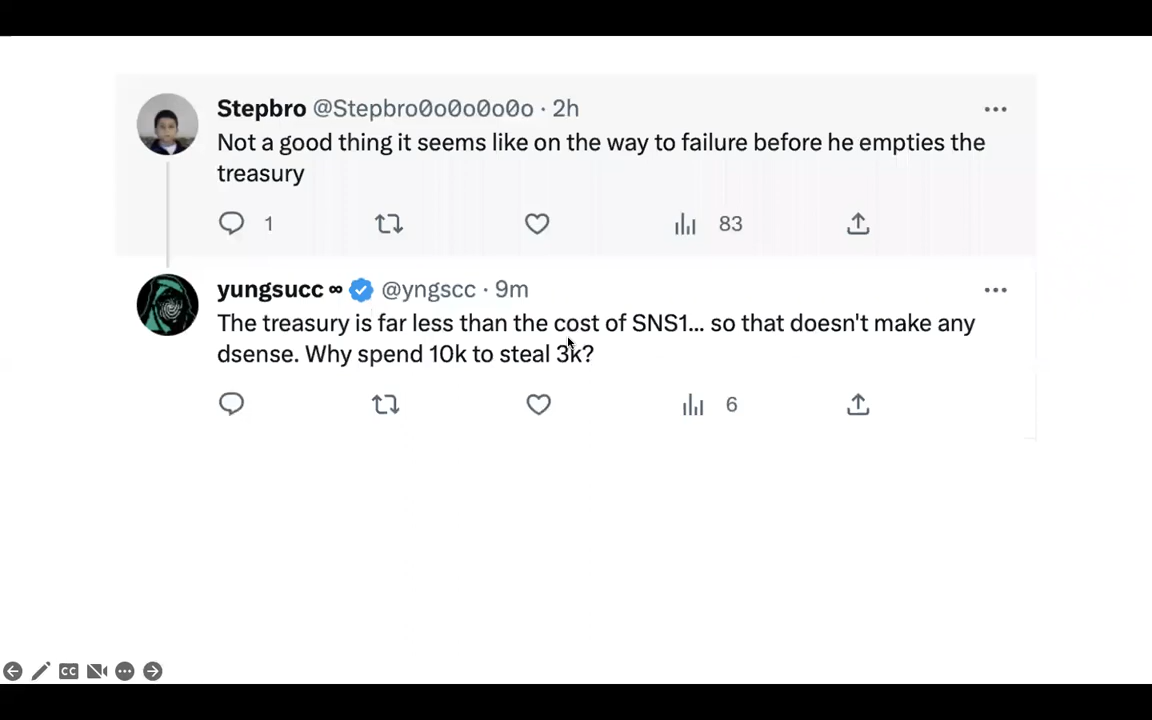 Stepbro @Stepbro0o0o0o0o · 2h
Not a good thing it seems like on the way to failure before he empties the
treasury
1 83
yungsucc ∞ @yngscc · 9m
The treasury is far less than the cost of SNS1... so that doesn't make any
dsense. Why spend 10k to steal 3k?
6
CC